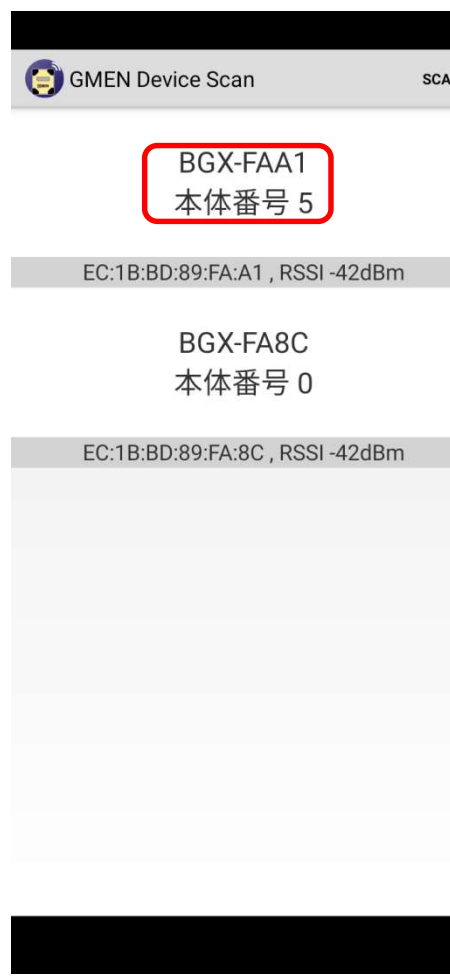 GMEN Device Scan
SCA
BGX-FAA1
本体番号 5
EC:1B:BD:89:FA:A1 , RSSI -42dBm
BGX-FA8C
本体番号 0
EC:1B:BD:89:FA:8C , RSSI -42dBm